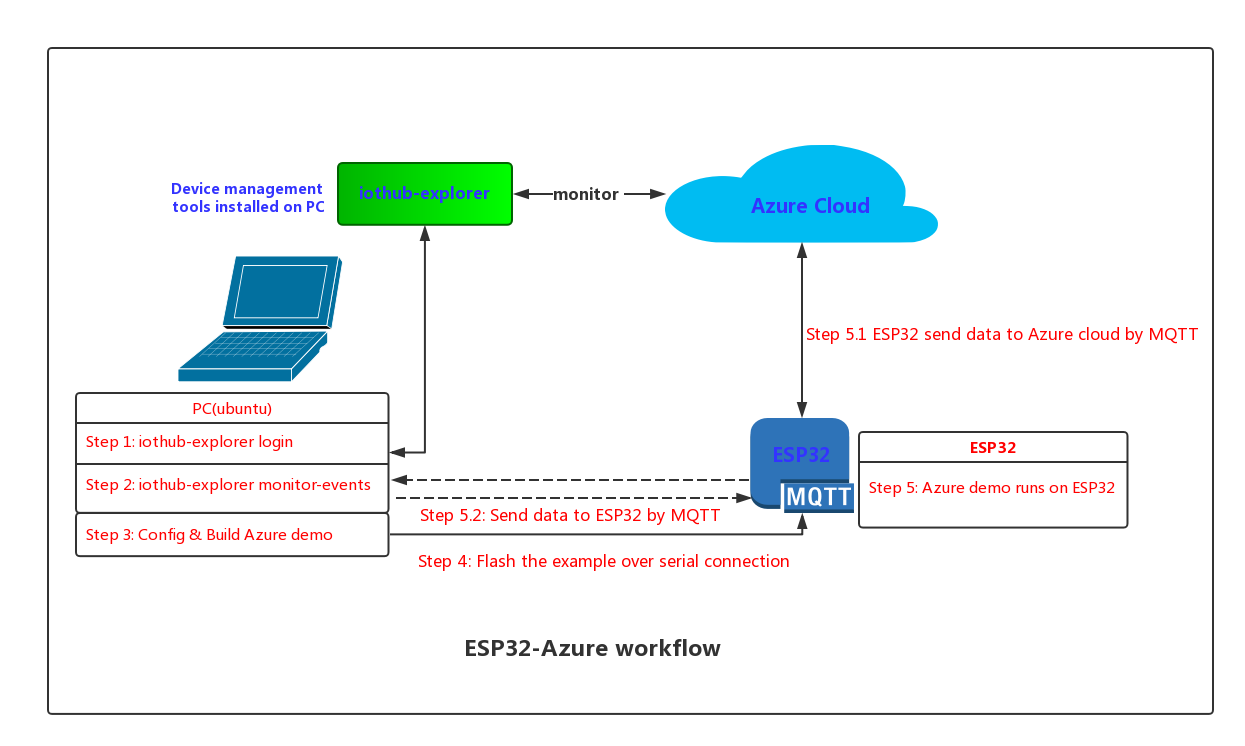 Device management
tools installed on PC
iothub-explorer
monitor
Azure Cloud
Step 5.1 ESP32 send data to Azure cloud by MQTT
PC(ubuntu)
Step 1: iothub-explorer login
Step 2: iothub-explorer monitor-events
Step 3: Config & Build Azure demo
ESP32
MQTT
ESP32
Step 5: Azure demo runs on ESP32
Step 5.2: Send data to ESP32 by MQTT
Step 4: Flash the example over serial connection
ESP32-Azure workflow